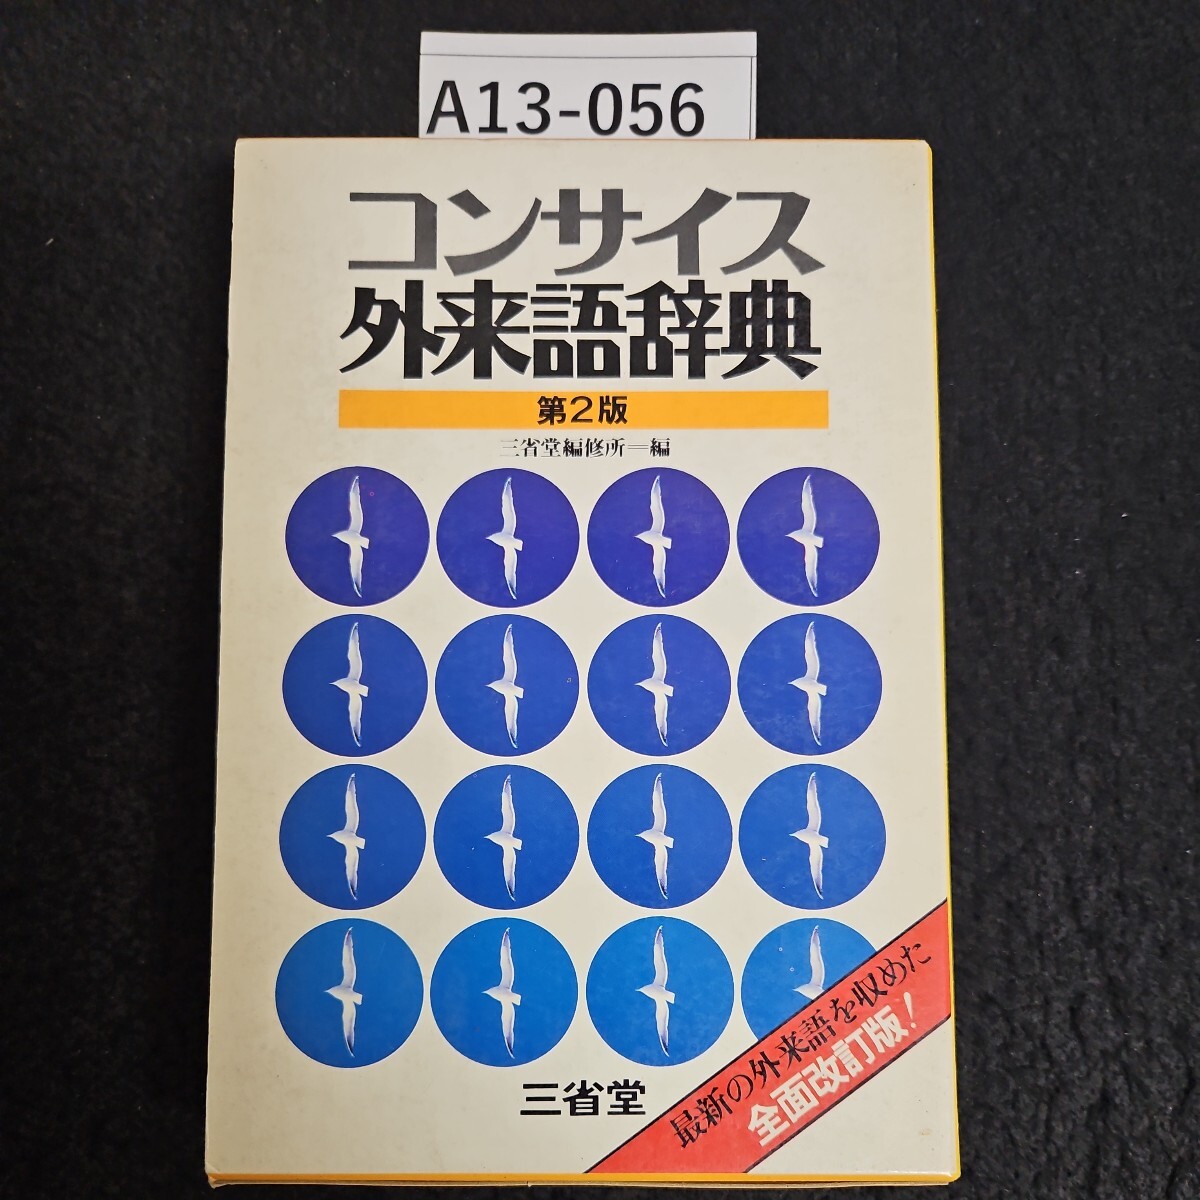 A13-056
コンサイス
外来語辞典
第2版
三省堂編修所＝編
三省堂
最新の外来語を収めた
全面改訂版！